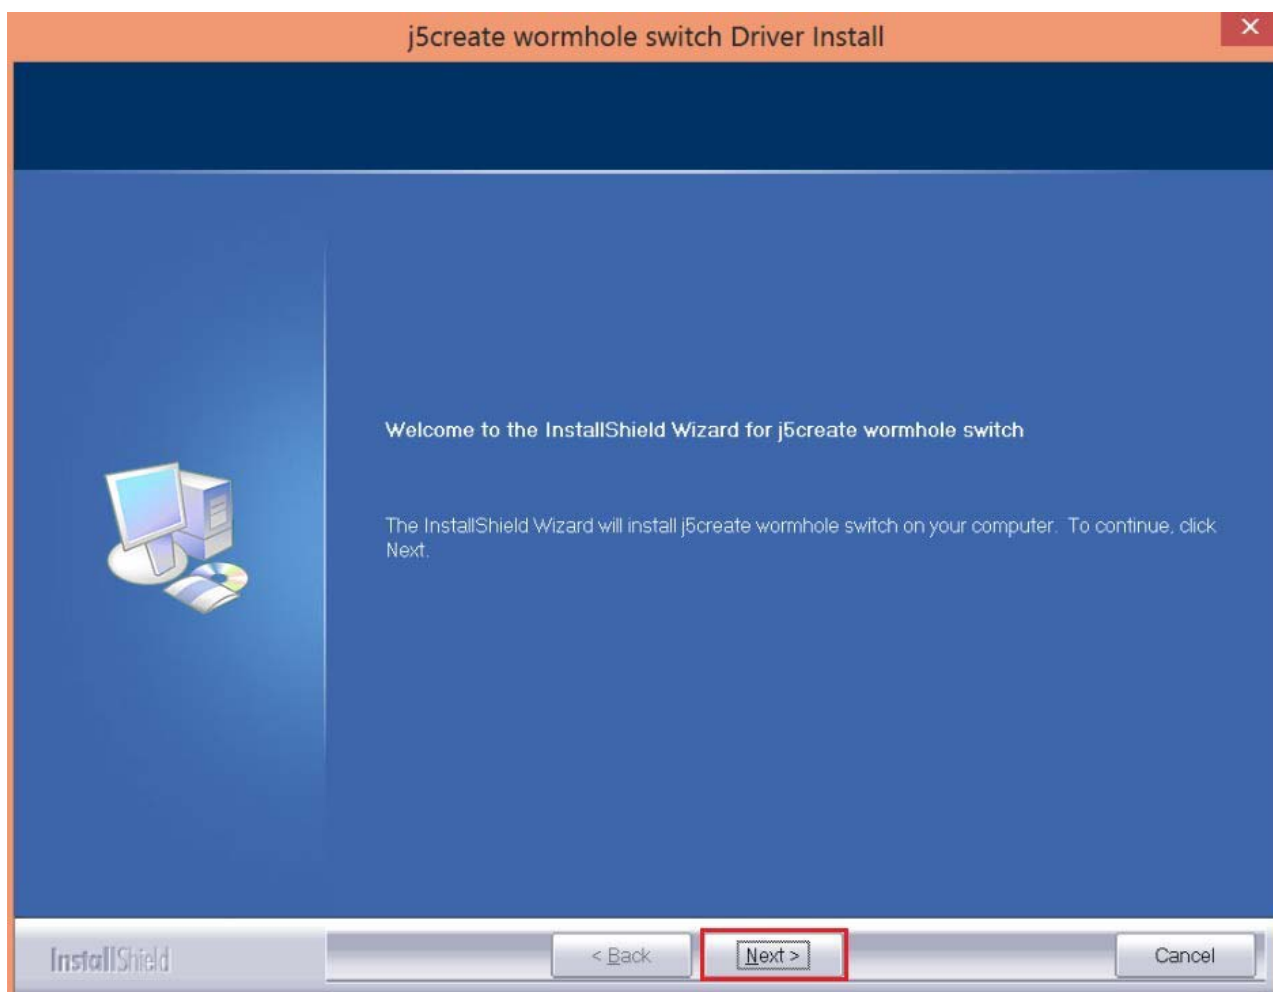 j5create wormhole switch Driver Install
Welcome to the InstallShield Wizard for j5create wormhole switch
The InstallShield Wizard will install j5create wormhole switch on your computer. To continue, click
Next.
InstallShield
< Back
Next >
Cancel